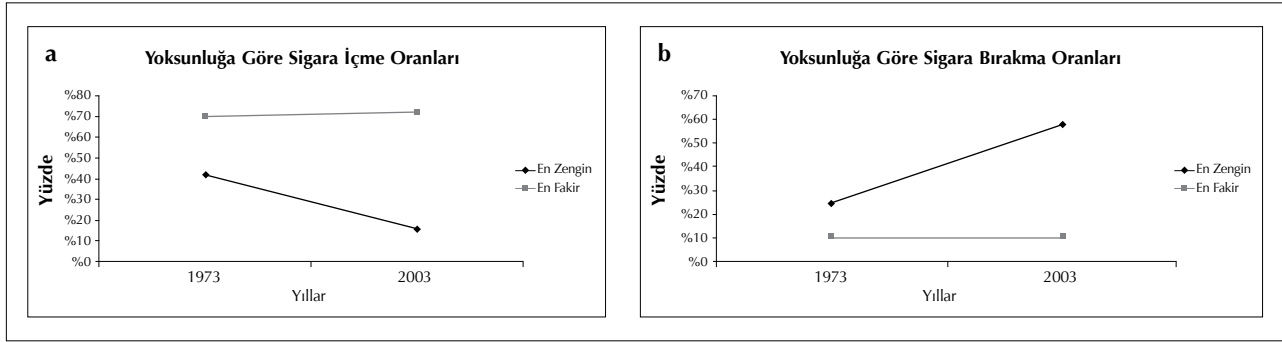 a
Yoksunluğa Göre Sigara İçme Oranları
%80
%70
%60
%50
%40
%30
%20
%10
%0
Yüzde
1973
2003
Yıllar
En Zengin
En Fakir
b
Yoksunluğa Göre Sigara Bırakma Oranları
%70
%60
%50
%40
%30
%20
%10
%0
Yüzde
1973
2003
Yıllar
En Zengin
En Fakir